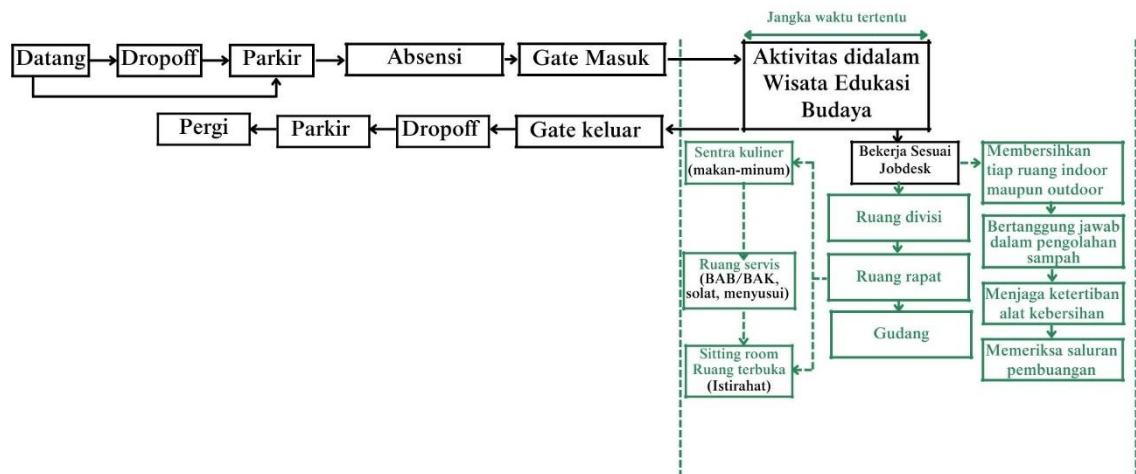 Jangka waktu tertentu
Datang
Dropoff
Parkir
Absensi
Gate Masuk
Aktivitas didalam
Wisata Edukasi
Budaya
Pergi
Parkir
Dropoff
Gate keluar
Sentra kuliner
(makan-minum)
Ruang servis
(BAB/BAK,
solat, menyusui)
Sitting room
Ruang terbuka
(Istirahat)
Bekerja Sesuai
Jobdesk
Ruang divisi
Ruang rapat
Gudang
Membersihkan
tiap ruang indoor
maupun outdoor
Bertanggung jawab
dalam pengolahan
sampah
Menjaga ketertiban
alat kebersihan
Memeriksa saluran
pembuangan